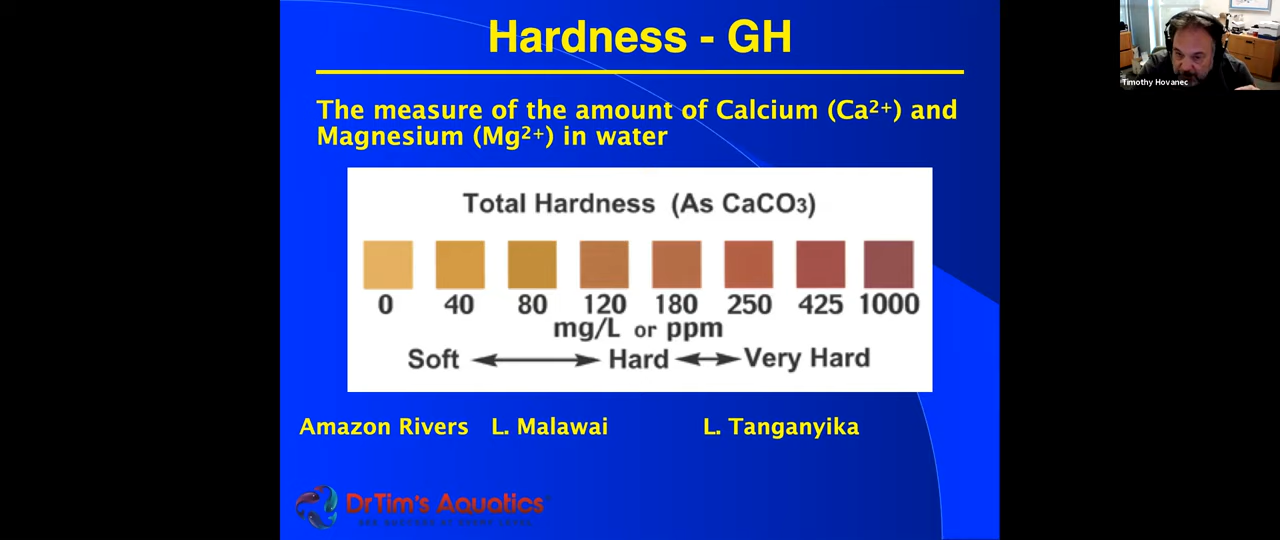 Hardness - GH
Timothy Hovanec
The measure of the amount of Calcium (Ca²⁺) and
Magnesium (Mg²⁺) in water
Total Hardness (As CaCO₃)
0 40 80 120 180 250 425 1000
mg/L or ppm
Soft Hard Very Hard
Amazon Rivers L. Malawai L. Tanganyika
DrTim's Aquatics